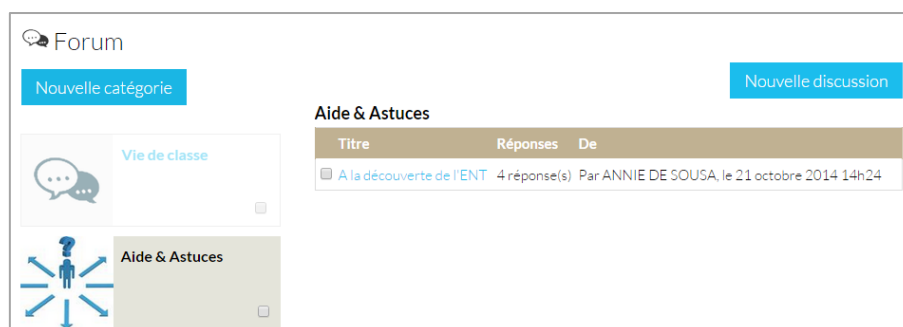 Forum
Nouvelle catégorie
Nouvelle discussion
Vie de classe
Aide & Astuces
Aide & Astuces
Titre Réponses De
A la découverte de l'ENT 4 réponse(s) Par ANNIE DE SOUSA, le 21 octobre 2014 14h24